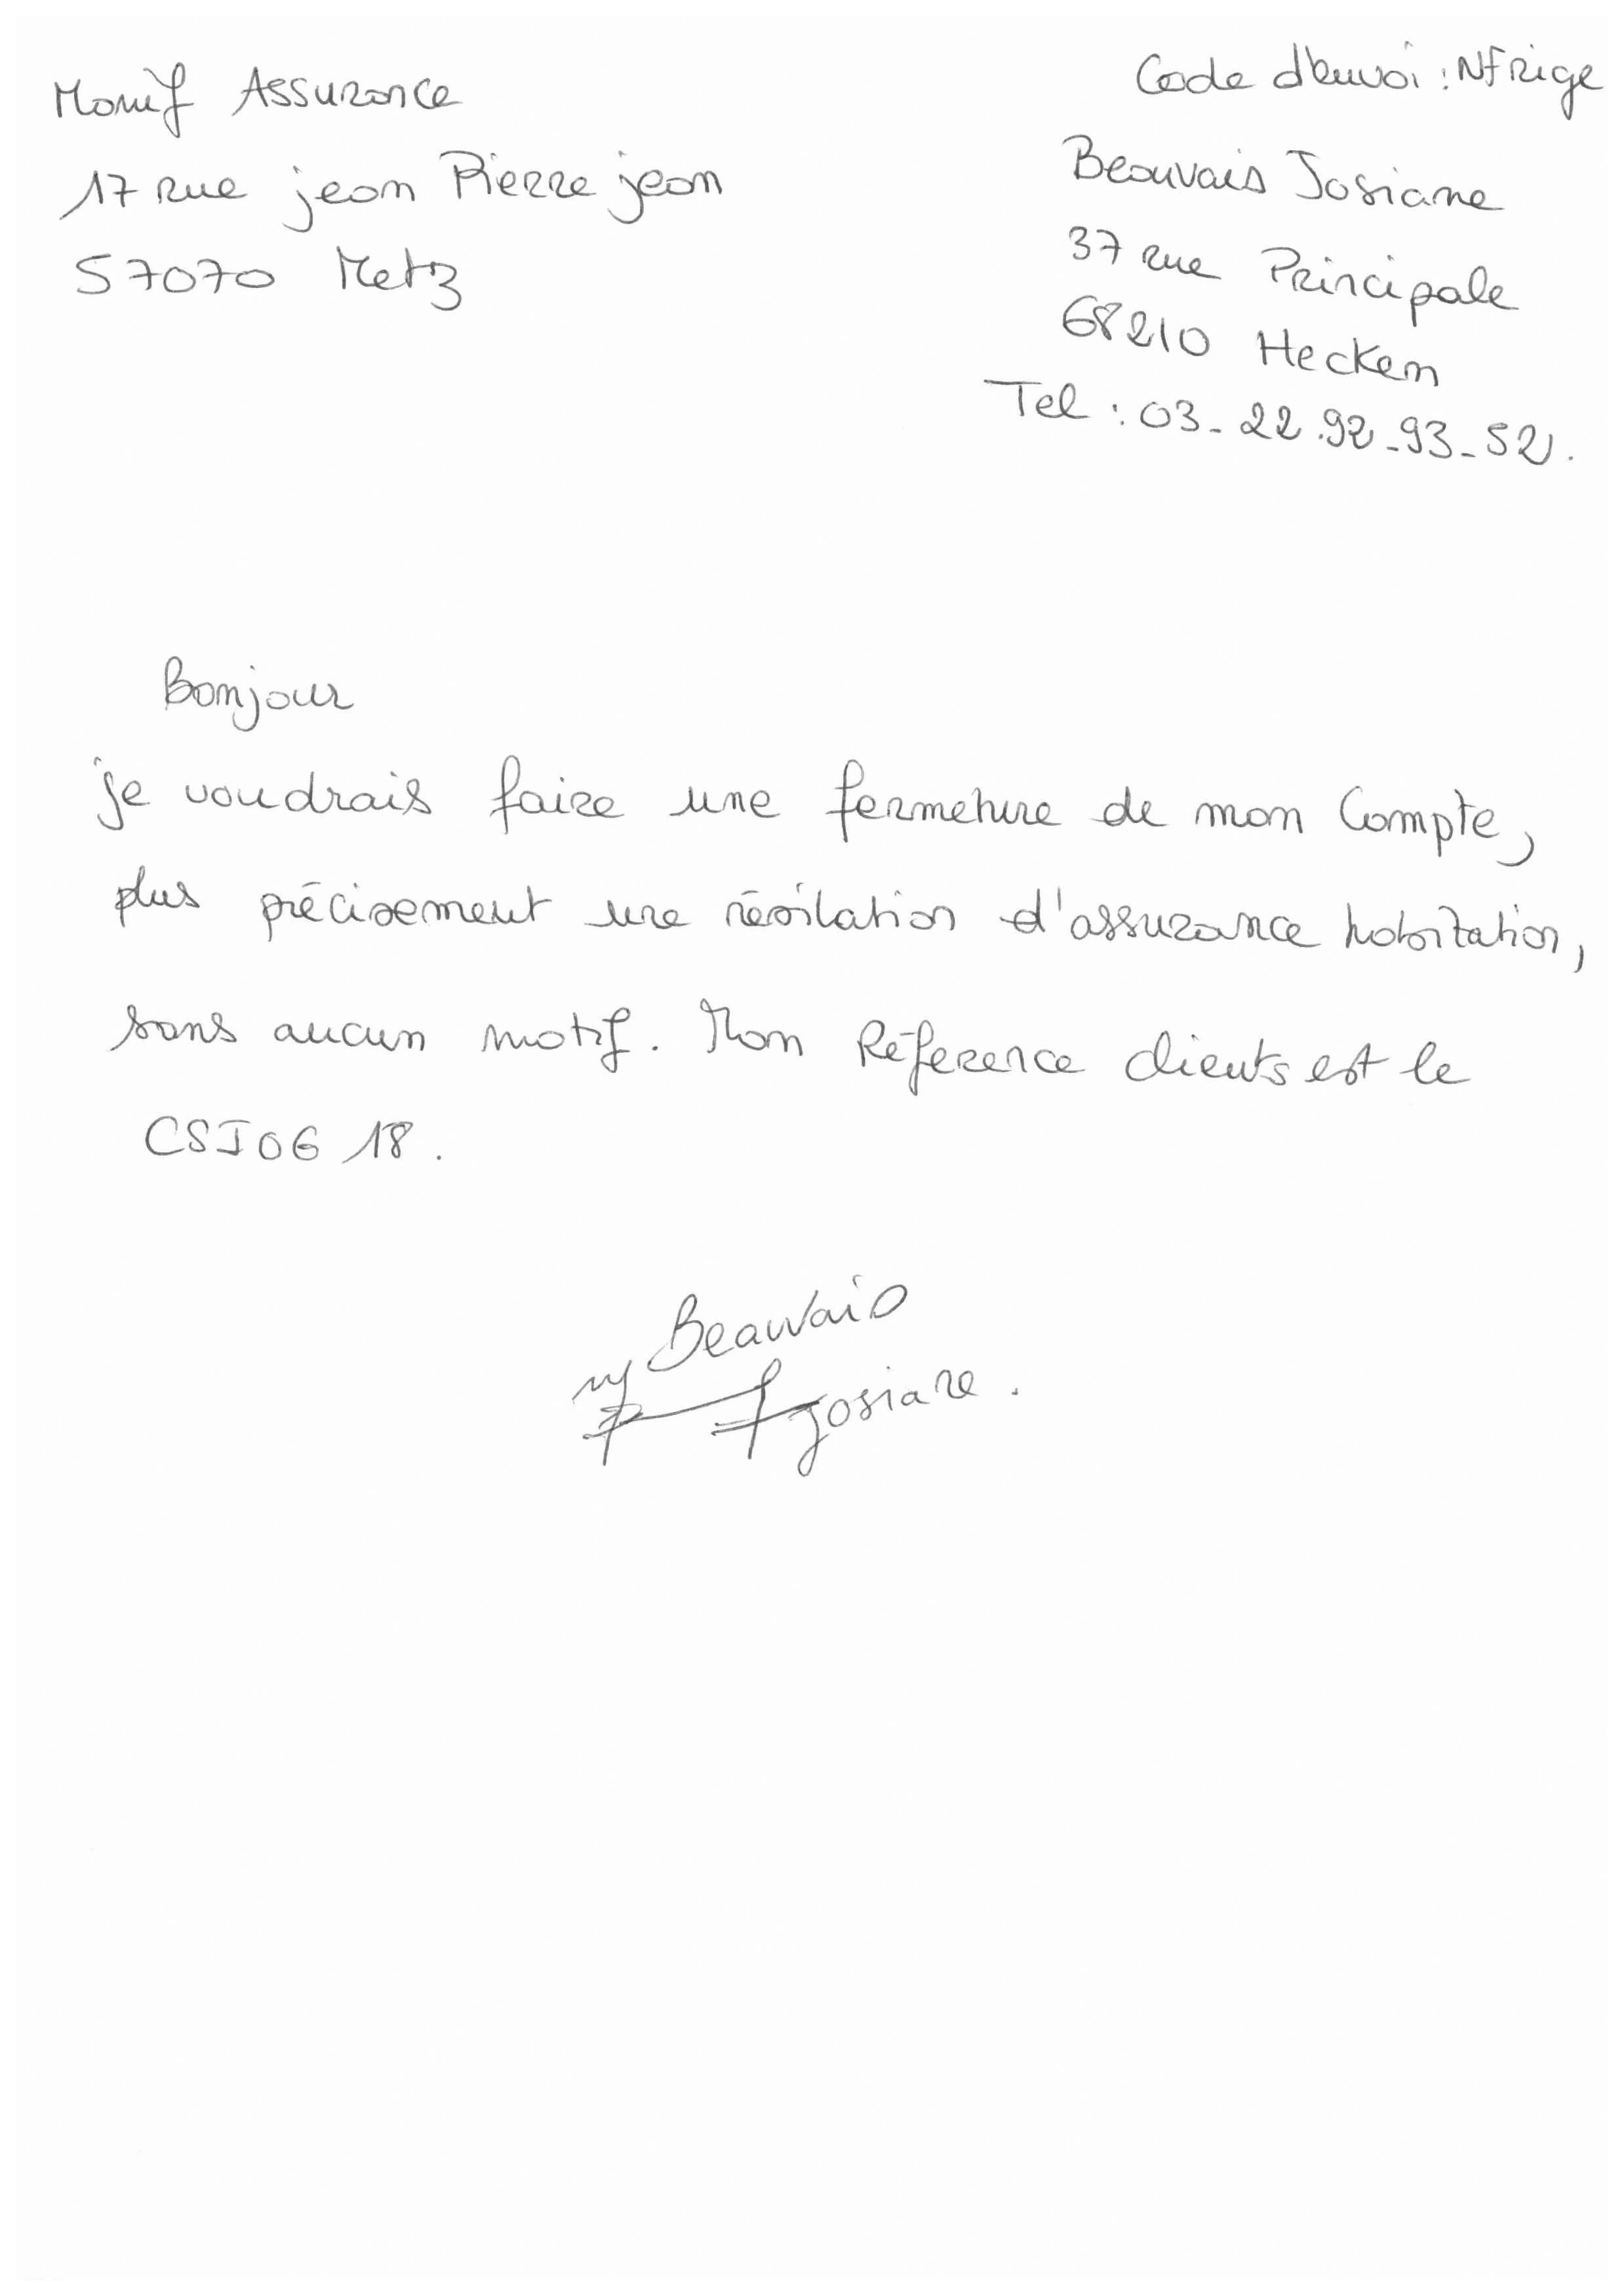 Code d'envoi : NFRige
Monif Assurance
17 rue jean Pierre jean
57070 Metz
Beauvais Josiane
37 rue Principale
68210 Hecken
Tel : 03-22.92-93-52.
Bonjour
je voudrais faire une fermeture de mon Compte,
plus précisement une résilation d'assurance habitation,
sans aucun motif. Mon Réference clients est le
CSJ06 18.
Beauvais
Josiane.